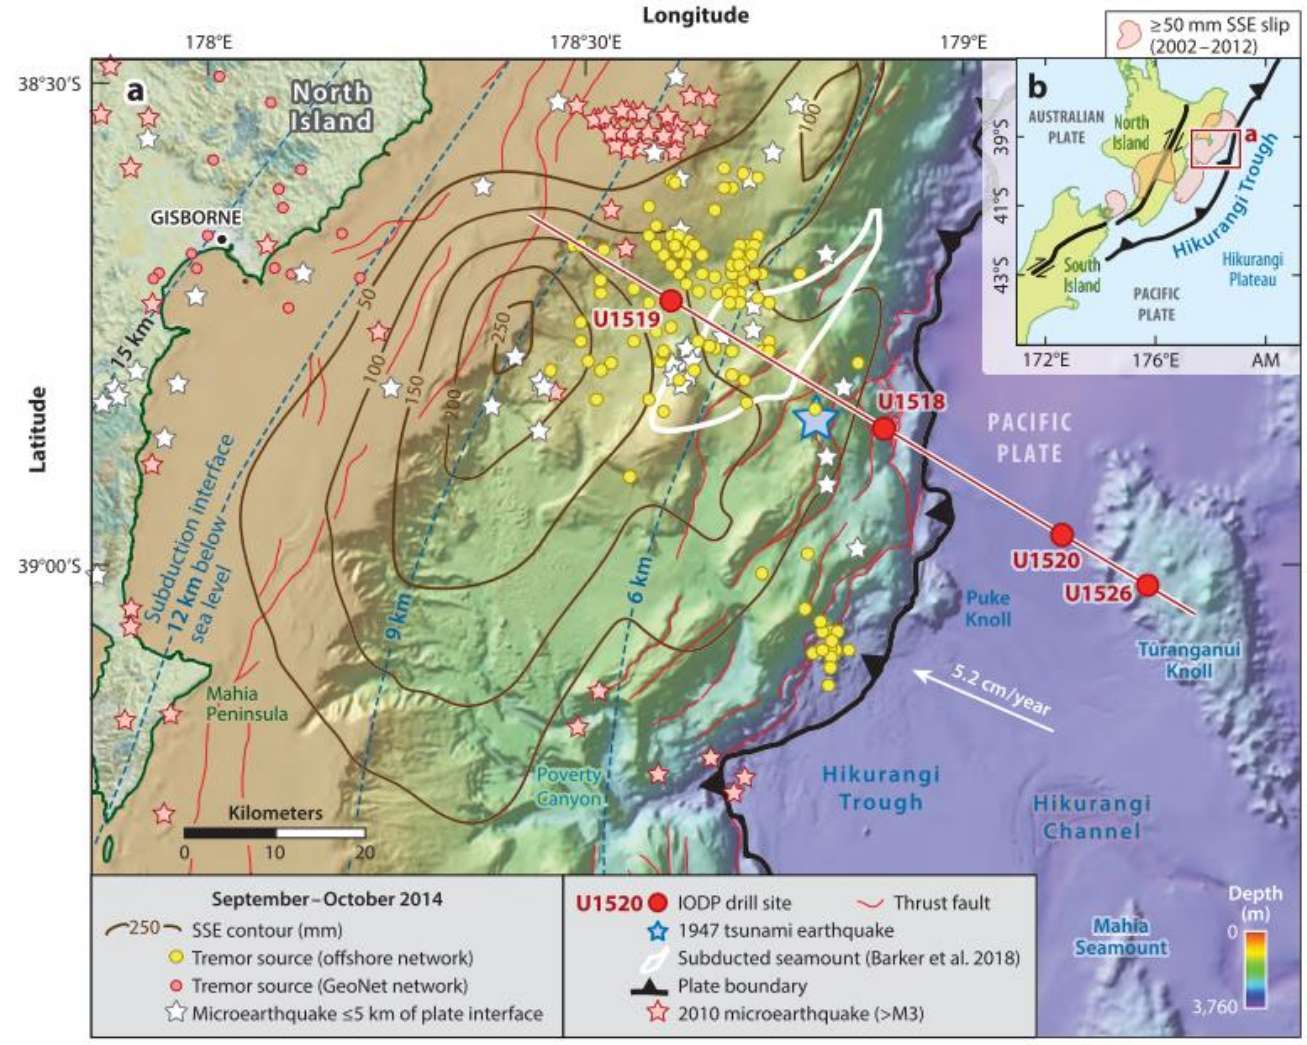 Longitude
178°E
178°30'E
179°E
≥50 mm SSE slip
(2002–2012)
38°30'S
a
North
Island
100
b
AUSTRALIAN
PLATE
North
Island
a
39°S
41°S
43°S
Hikurangi Trough
Hikurangi
Plateau
South
Island
PACIFIC
PLATE
172°E
176°E
AM
GISBORNE
50
100
150
200
250
15 km
U1519
U1518
PACIFIC
PLATE
Latitude
Subduction interface
12 km below
sea level
9 km
6 km
39°00'S
U1520
U1526
Puke
Knoll
Tūranganui
Knoll
5.2 cm/year
Mahia
Peninsula
Poverty
Canyon
Hikurangi
Trough
Hikurangi
Channel
Kilometers
0 10 20
September–October 2014
250 SSE contour (mm)
Tremor source (offshore network)
Tremor source (GeoNet network)
Microearthquake ≤5 km of plate interface
U1520 IODP drill site
Thrust fault
1947 tsunami earthquake
Subducted seamount (Barker et al. 2018)
Plate boundary
2010 microearthquake (>M3)
Mahia
Seamount
Depth
(m)
0
3,760